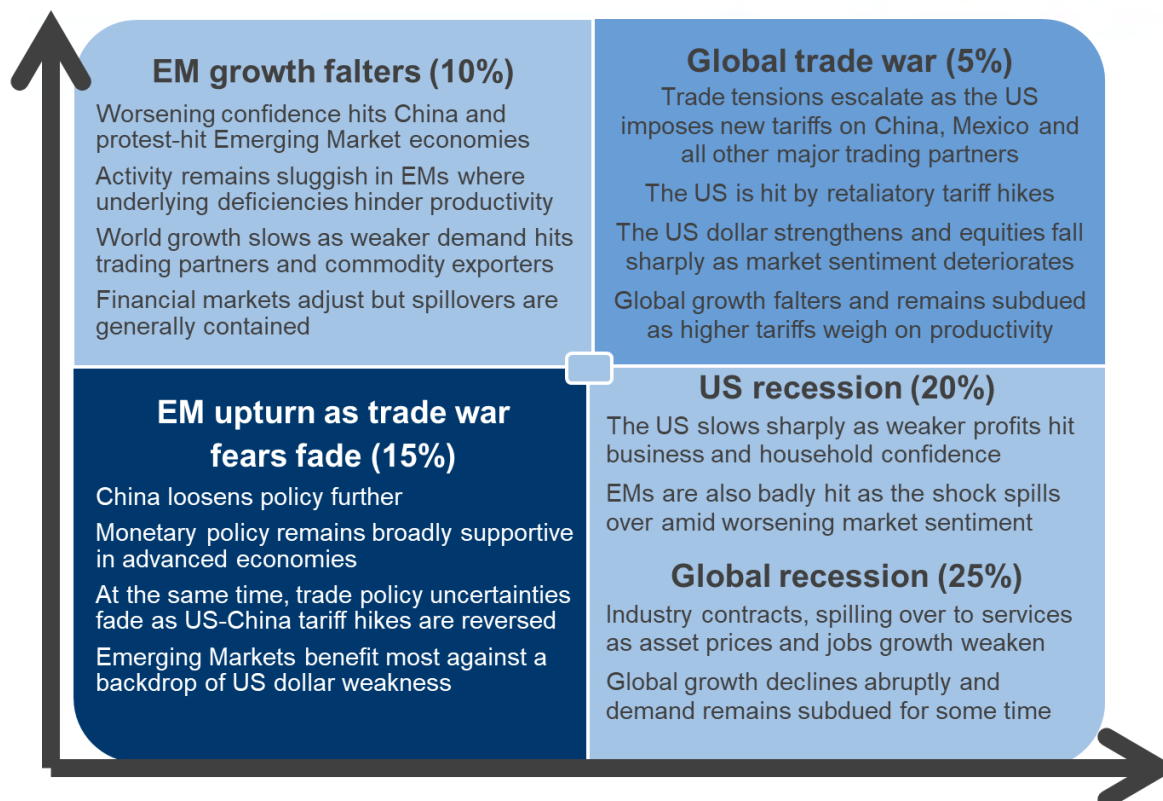 EM growth falters (10%)
Worsening confidence hits China and
protest-hit Emerging Market economies
Activity remains sluggish in EMs where
underlying deficiencies hinder productivity
World growth slows as weaker demand hits
trading partners and commodity exporters
Financial markets adjust but spillovers are
generally contained
Global trade war (5%)
Trade tensions escalate as the US
imposes new tariffs on China, Mexico and
all other major trading partners
The US is hit by retaliatory tariff hikes
The US dollar strengthens and equities fall
sharply as market sentiment deteriorates
Global growth falters and remains subdued
as higher tariffs weigh on productivity
EM upturn as trade war
fears fade (15%)
China loosens policy further
Monetary policy remains broadly supportive
in advanced economies
At the same time, trade policy uncertainties
fade as US-China tariff hikes are reversed
Emerging Markets benefit most against a
backdrop of US dollar weakness
US recession (20%)
The US slows sharply as weaker profits hit
business and household confidence
EMs are also badly hit as the shock spills
over amid worsening market sentiment
Global recession (25%)
Industry contracts, spilling over to services
as asset prices and jobs growth weaken
Global growth declines abruptly and
demand remains subdued for some time